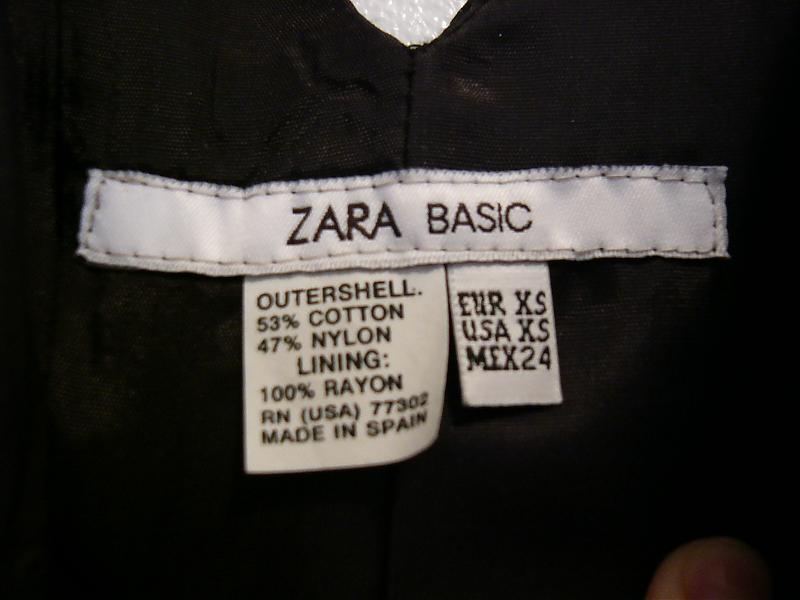 ZARA BASIC
OUTERSHELL.
53% COTTON
47% NYLON
LINING:
100% RAYON
RN (USA) 77302
MADE IN SPAIN
EUR XS
USA XS
MEX24